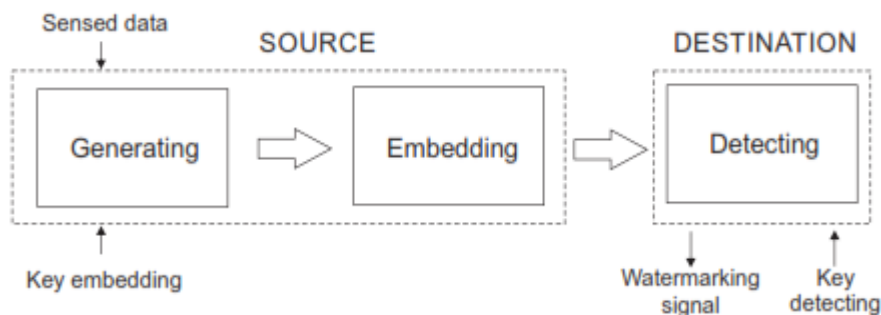 Sensed data
SOURCE
DESTINATION
Generating
Embedding
Detecting
Key embedding
Watermarking
signal
Key
detecting